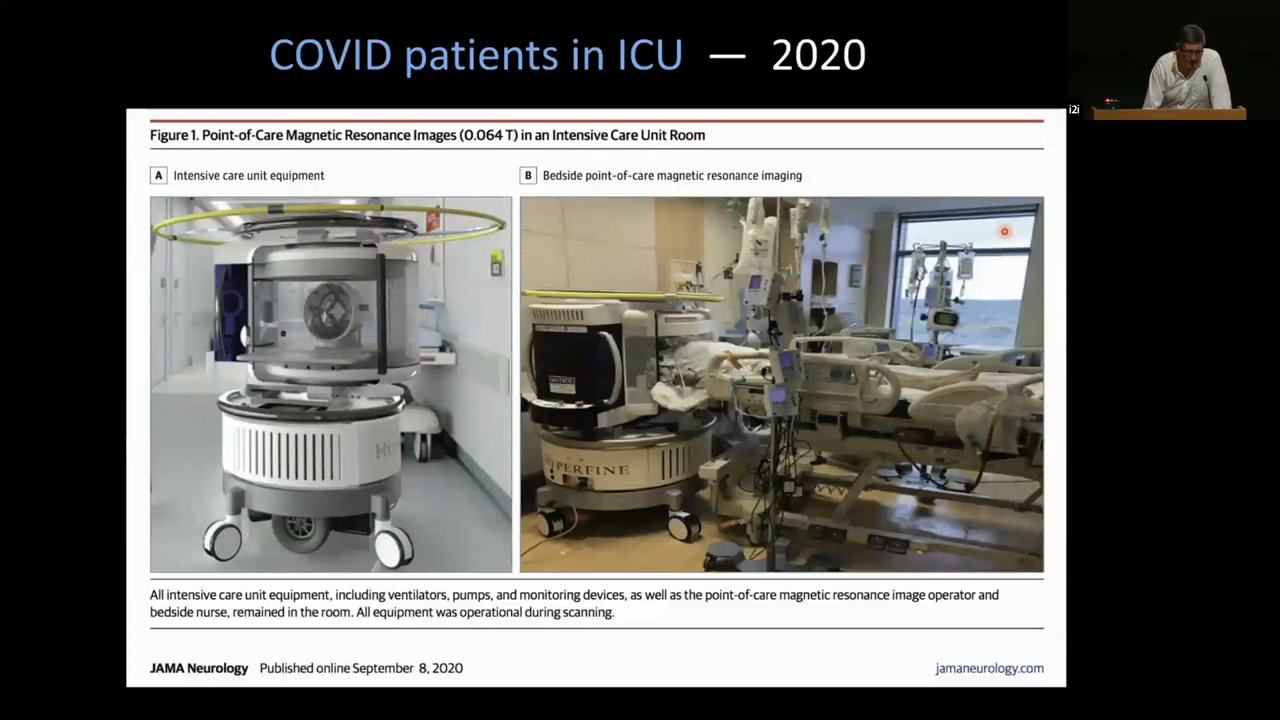 COVID patients in ICU — 2020
i2i
Figure 1. Point-of-Care Magnetic Resonance Images (0.064 T) in an Intensive Care Unit Room
A Intensive care unit equipment
B Bedside point-of-care magnetic resonance imaging
NOTICE
HYPERFINE
All intensive care unit equipment, including ventilators, pumps, and monitoring devices, as well as the point-of-care magnetic resonance image operator and
bedside nurse, remained in the room. All equipment was operational during scanning.
JAMA Neurology Published online September 8, 2020
jamaneurology.com